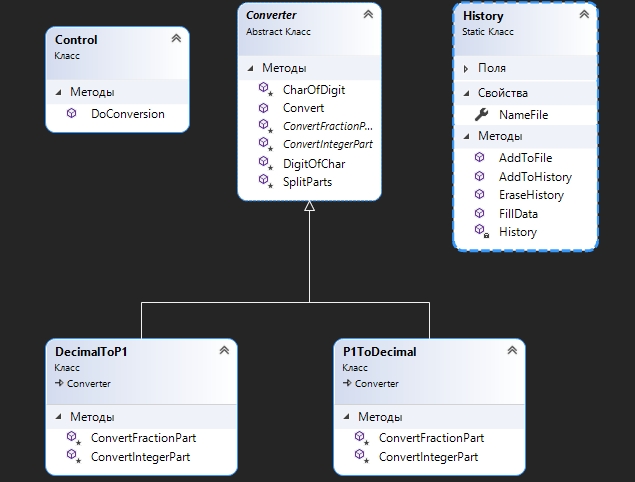 Control
Класс
Методы
DoConversion
Converter
Abstract Класс
Методы
CharOfDigit
Convert
ConvertFractionP...
ConvertIntegerPart
DigitOfChar
SplitParts
History
Static Класс
Поля
Свойства
NameFile
Методы
AddToFile
AddToHistory
EraseHistory
FillData
History
DecimalToP1
Класс
Converter
Методы
ConvertFractionPart
ConvertIntegerPart
P1ToDecimal
Класс
Converter
Методы
ConvertFractionPart
ConvertIntegerPart